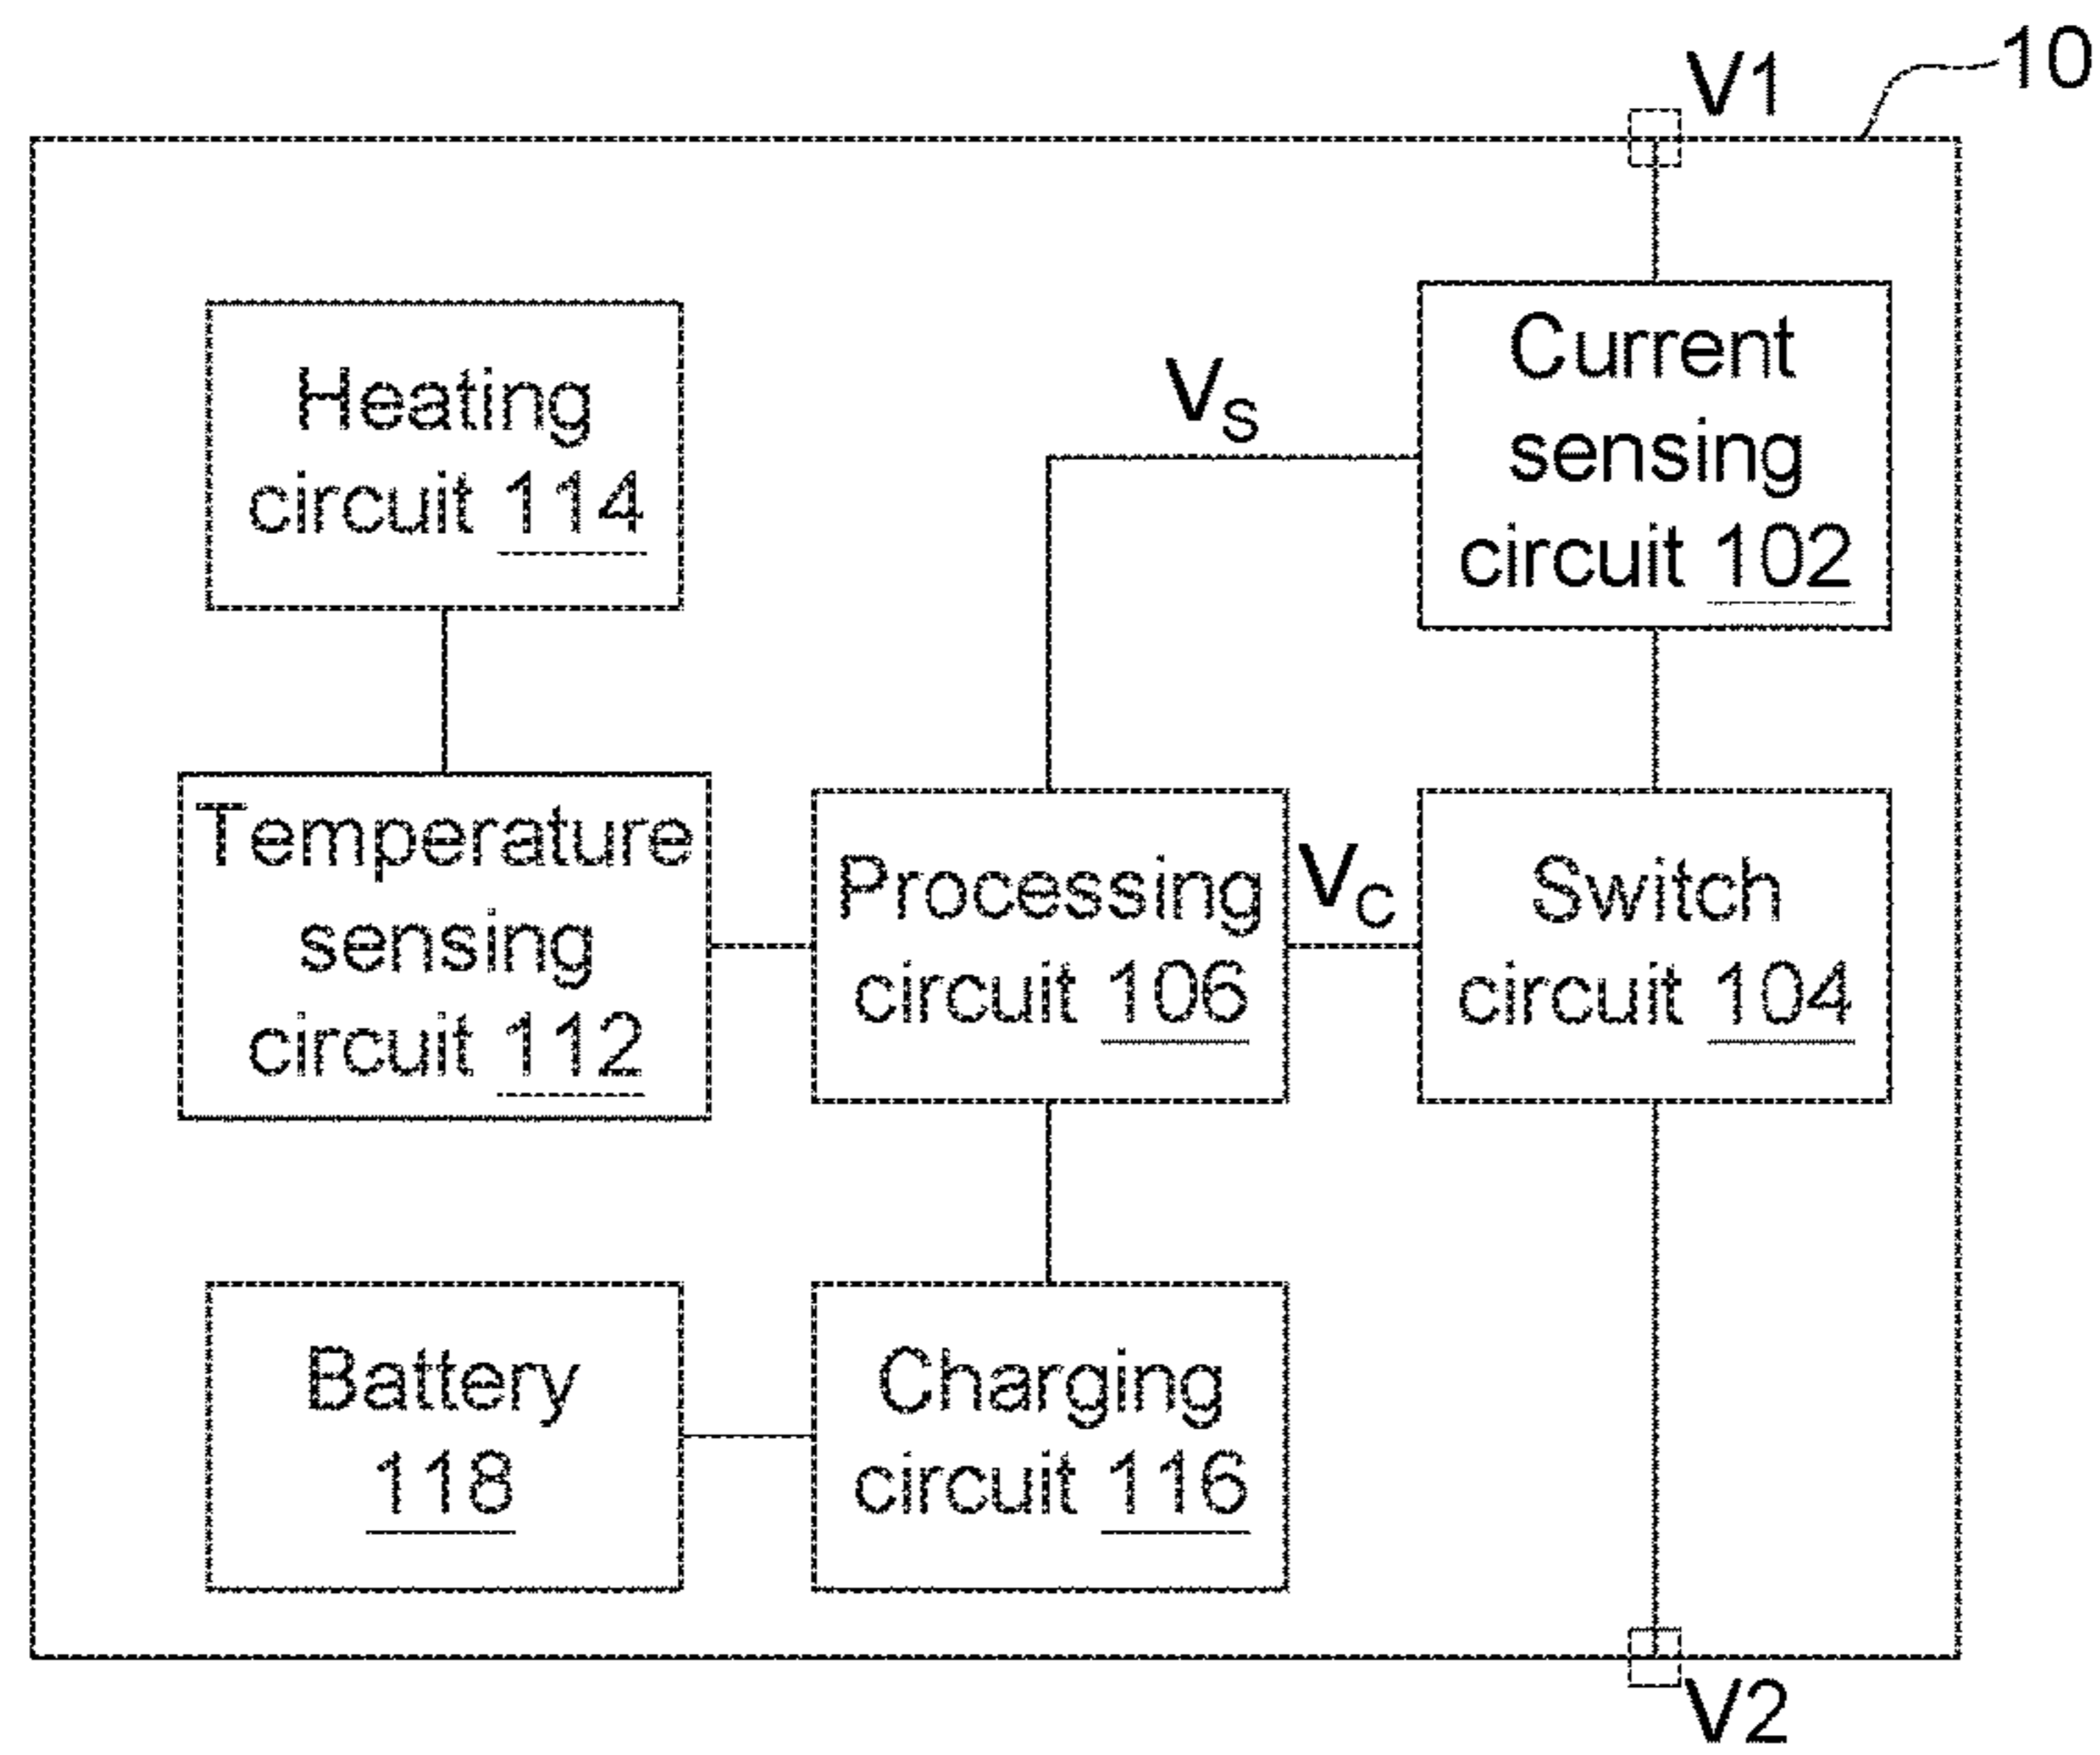 10
V1
Heating
circuit 114
Current
sensing
circuit 102
VS
Temperature
sensing
circuit 112
Processing
circuit 106
VC
Switch
circuit 104
Battery
118
Charging
circuit 116
V2